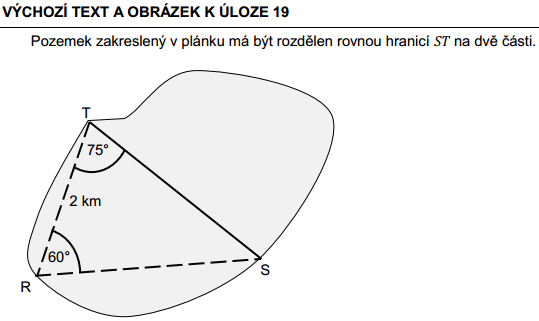 VÝCHOZÍ TEXT A OBRÁZEK K ÚLOZE 19
Pozemek zakreslený v plánku má být rozdělen rovnou hranicí ST na dvě části.
T
75°
2 km
60°
S
R